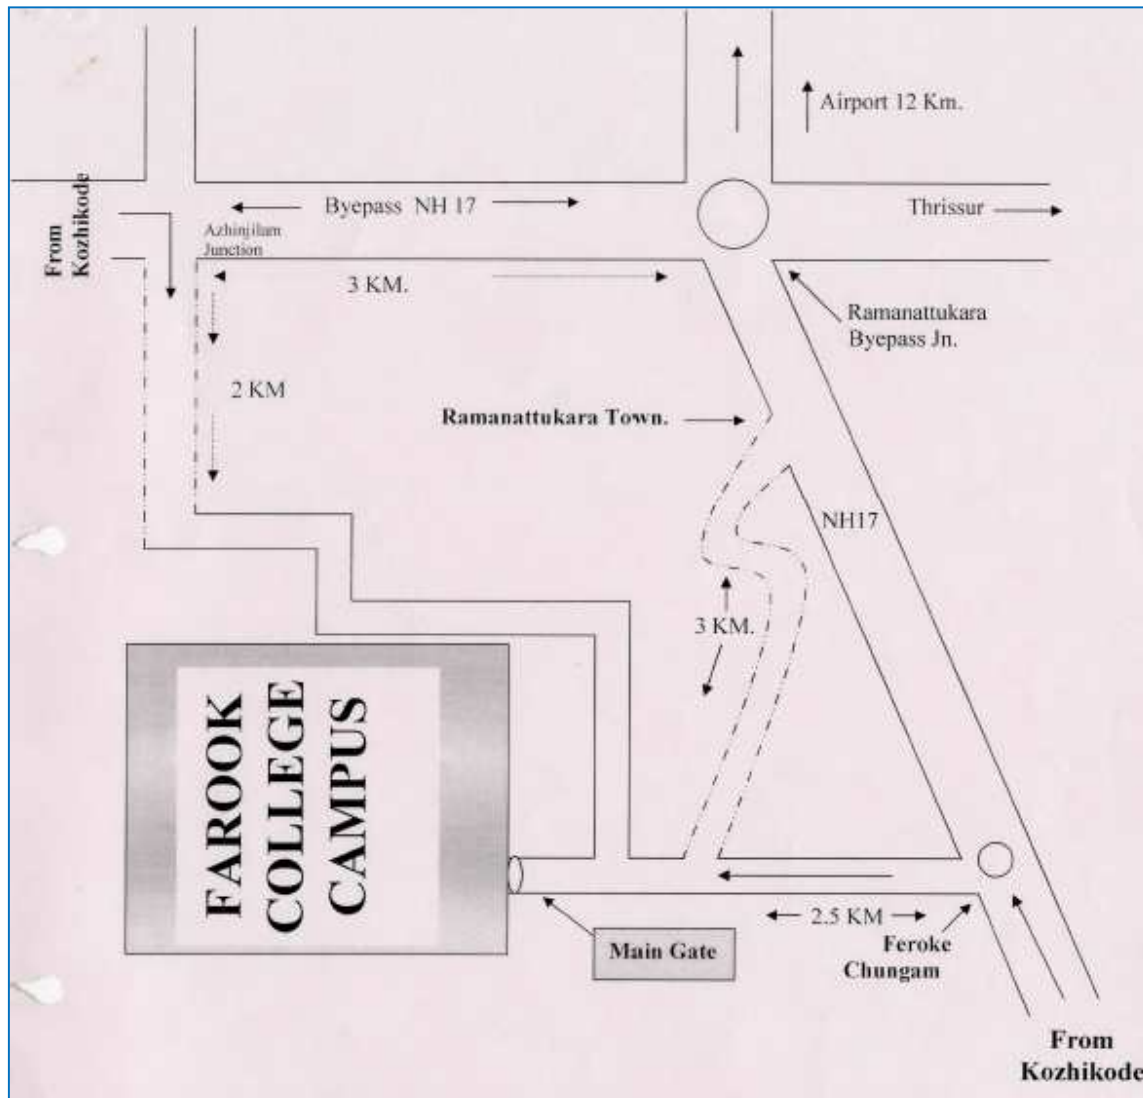 Airport 12 Km.
From
Kozhikode
Byepass NH 17
Thrissur
Azhinjilam
Junction
3 KM.
Ramanattukara
Byepass Jn.
2 KM
Ramanattukara Town.
NH17
3 KM.
FAROOK
COLLEGE
CAMPUS
2.5 KM
Main Gate
Feroke
Chungam
From
Kozhikode